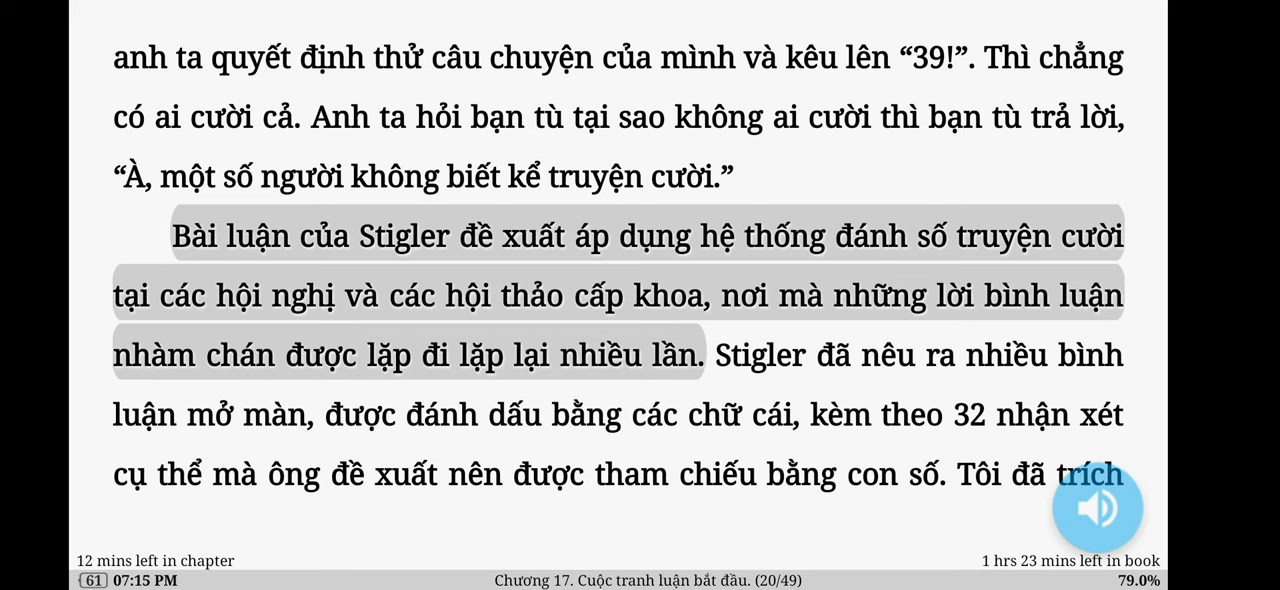 anh ta quyết định thử câu chuyện của mình và kêu lên “39!”. Thì chẳng
có ai cười cả. Anh ta hỏi bạn tù tại sao không ai cười thì bạn tù trả lời,
“À, một số người không biết kể truyện cười.”
Bài luận của Stigler đề xuất áp dụng hệ thống đánh số truyện cười
tại các hội nghị và các hội thảo cấp khoa, nơi mà những lời bình luận
nhàm chán được lặp đi lặp lại nhiều lần. Stigler đã nêu ra nhiều bình
luận mở màn, được đánh dấu bằng các chữ cái, kèm theo 32 nhận xét
cụ thể mà ông đề xuất nên được tham chiếu bằng con số. Tôi đã trích
12 mins left in chapter 1 hrs 23 mins left in book
61 07:15 PM Chương 17. Cuộc tranh luận bắt đầu. (20/49) 79.0%